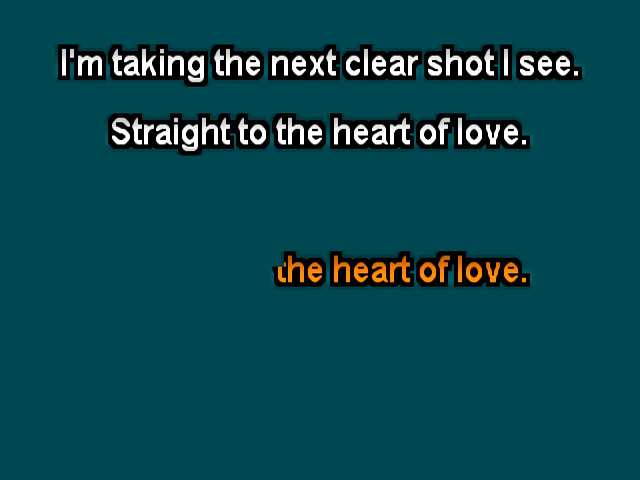 I'm taking the next clear shot I see.
Straight to the heart of love.
the heart of love.